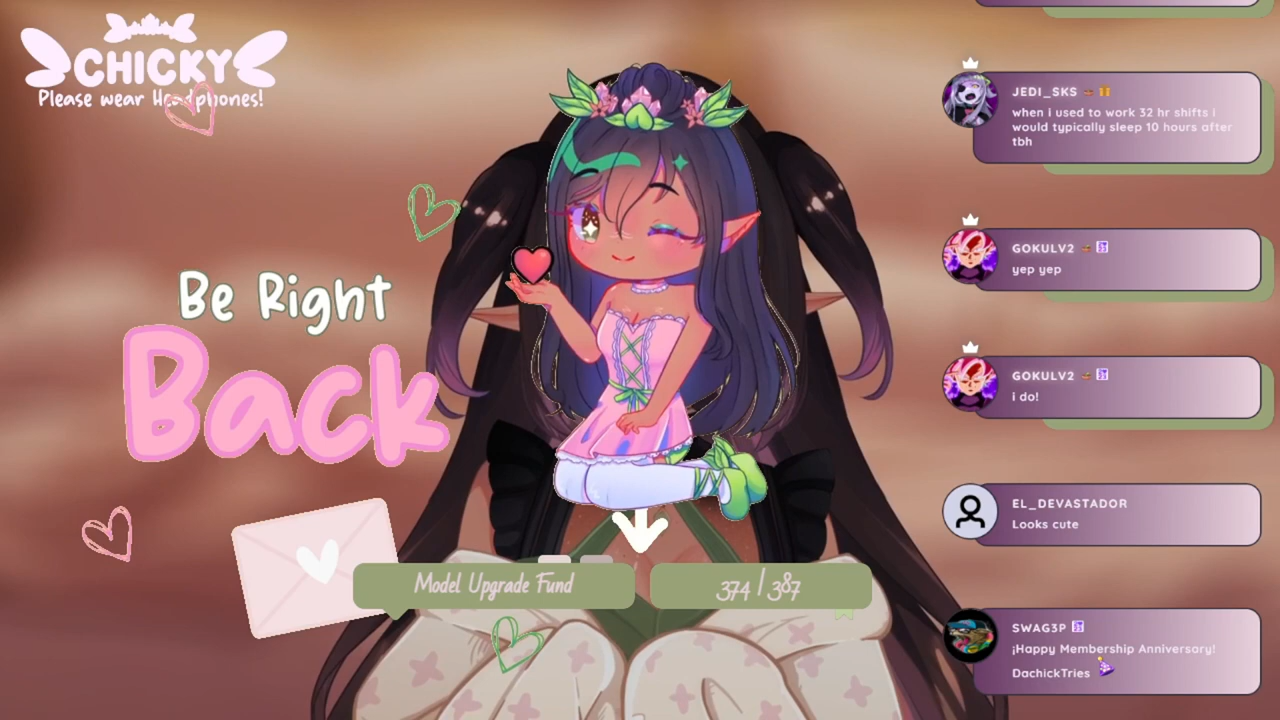 CHICKY
Please wear Headphones!
Be Right
Back
Model Upgrade Fund
374 / 387
JEDI_SKS
when i used to work 32 hr shifts i
would typically sleep 10 hours after
tbh
GOKULV2
yep yep
GOKULV2
i do!
EL_DEVASTADOR
Looks cute
SWAG3P
¡Happy Membership Anniversary!
DachickTries